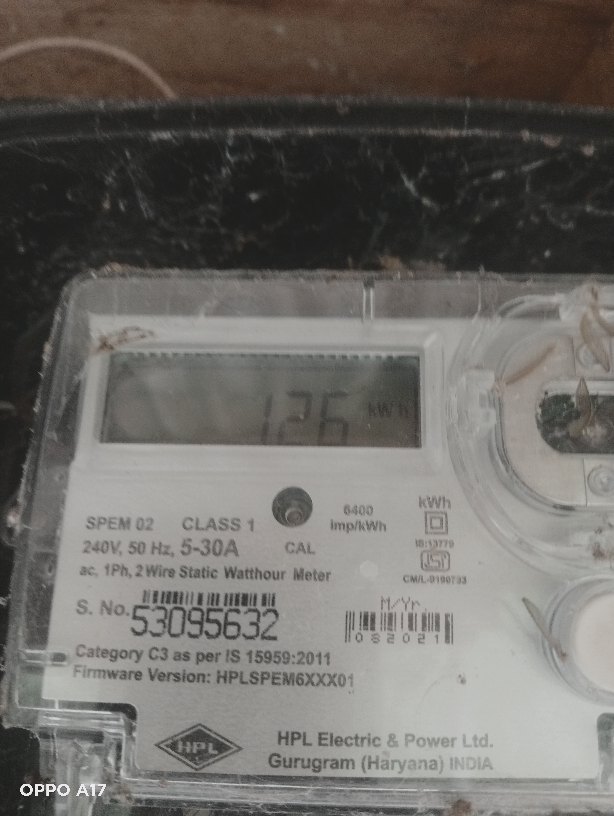 126 kWh
SPEM 02 CLASS 1
6400
imp/kWh
kWh
240V, 50 Hz, 5-30A
CAL
IS:13779
ISI
ac, 1Ph, 2 Wire Static Watthour Meter
CM/L-9190793
S. No. 53095632
M/Yr.
082021
Category C3 as per IS 15959:2011
Firmware Version: HPLSPEM6XXX01
HPL
HPL Electric & Power Ltd.
Gurugram (Haryana) INDIA
OPPO A17